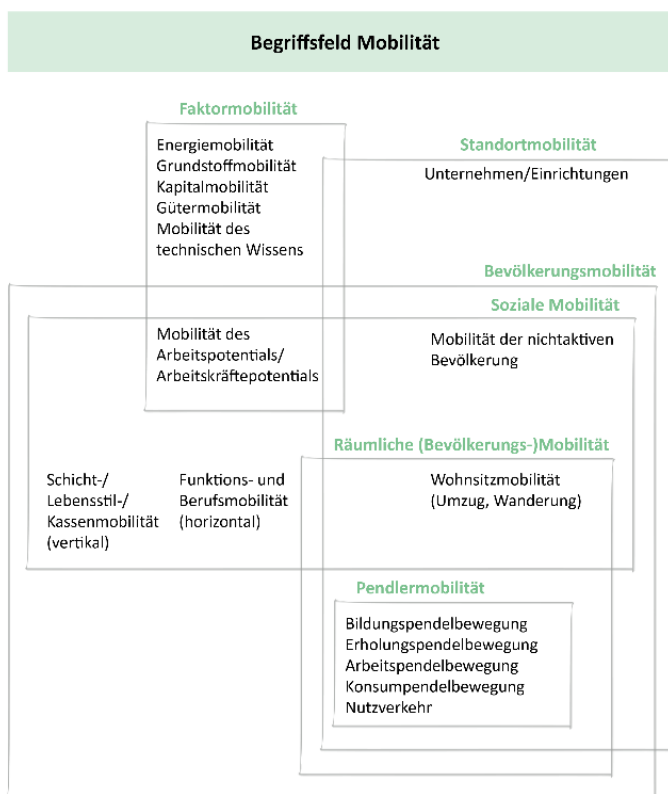 Begriffsfeld Mobilität
Faktormobilität
Energiemobilität
Grundstoffmobilität
Kapitalmobilität
Gütermobilität
Mobilität des
technischen Wissens
Standortmobilität
Unternehmen/Einrichtungen
Bevölkerungsmobilität
Soziale Mobilität
Mobilität des
Arbeitspotentials/
Arbeitskräftepotentials
Mobilität der nichtaktiven
Bevölkerung
Räumliche (Bevölkerungs-)Mobilität
Schicht-/
Lebensstil-/
Kassenmobilität
(vertikal)
Funktions- und
Berufsmobilität
(horizontal)
Wohnsitzmobilität
(Umzug, Wanderung)
Pendlermobilität
Bildungspendelbewegung
Erholungspendelbewegung
Arbeitspendelbewegung
Konsumpendelbewegung
Nutzverkehr